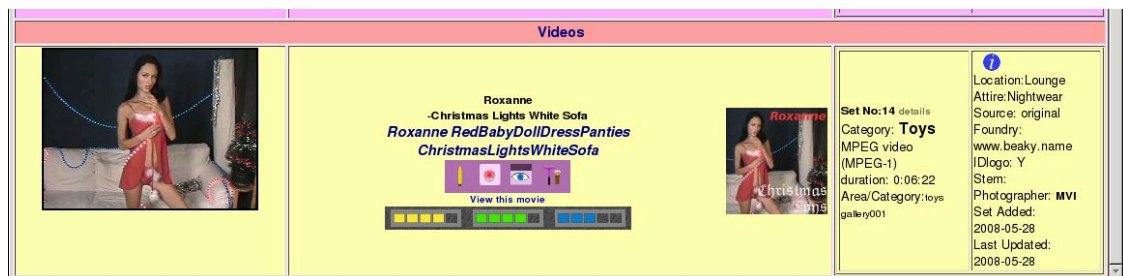 Videos
Roxanne
-Christmas Lights White Sofa
Roxanne RedBabyDollDressPanties
ChristmasLightsWhiteSofa
View this movie
Roxanne
Christmas
Set No:14 details
Category: Toys
MPEG video
(MPEG-1)
duration: 0:06:22
Area/Category:toys
gallery001
i
Location:Lounge
Attire:Nightwear
Source: original
Foundry:
www.beaky.name
IDlogo: Y
Stem:
Photographer: MVI
Set Added:
2008-05-28
Last Updated:
2008-05-28